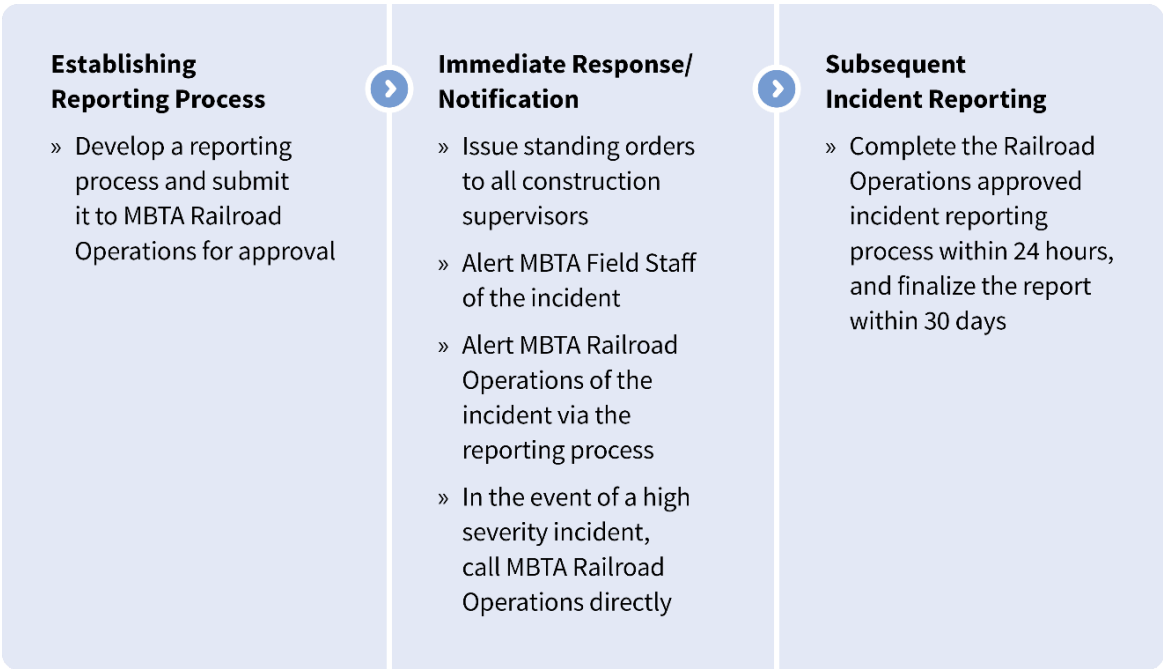 Establishing
Reporting Process
» Develop a reporting
process and submit
it to MBTA Railroad
Operations for approval
Immediate Response/
Notification
» Issue standing orders
to all construction
supervisors
» Alert MBTA Field Staff
of the incident
» Alert MBTA Railroad
Operations of the
incident via the
reporting process
» In the event of a high
severity incident,
call MBTA Railroad
Operations directly
Subsequent
Incident Reporting
» Complete the Railroad
Operations approved
incident reporting
process within 24 hours,
and finalize the report
within 30 days